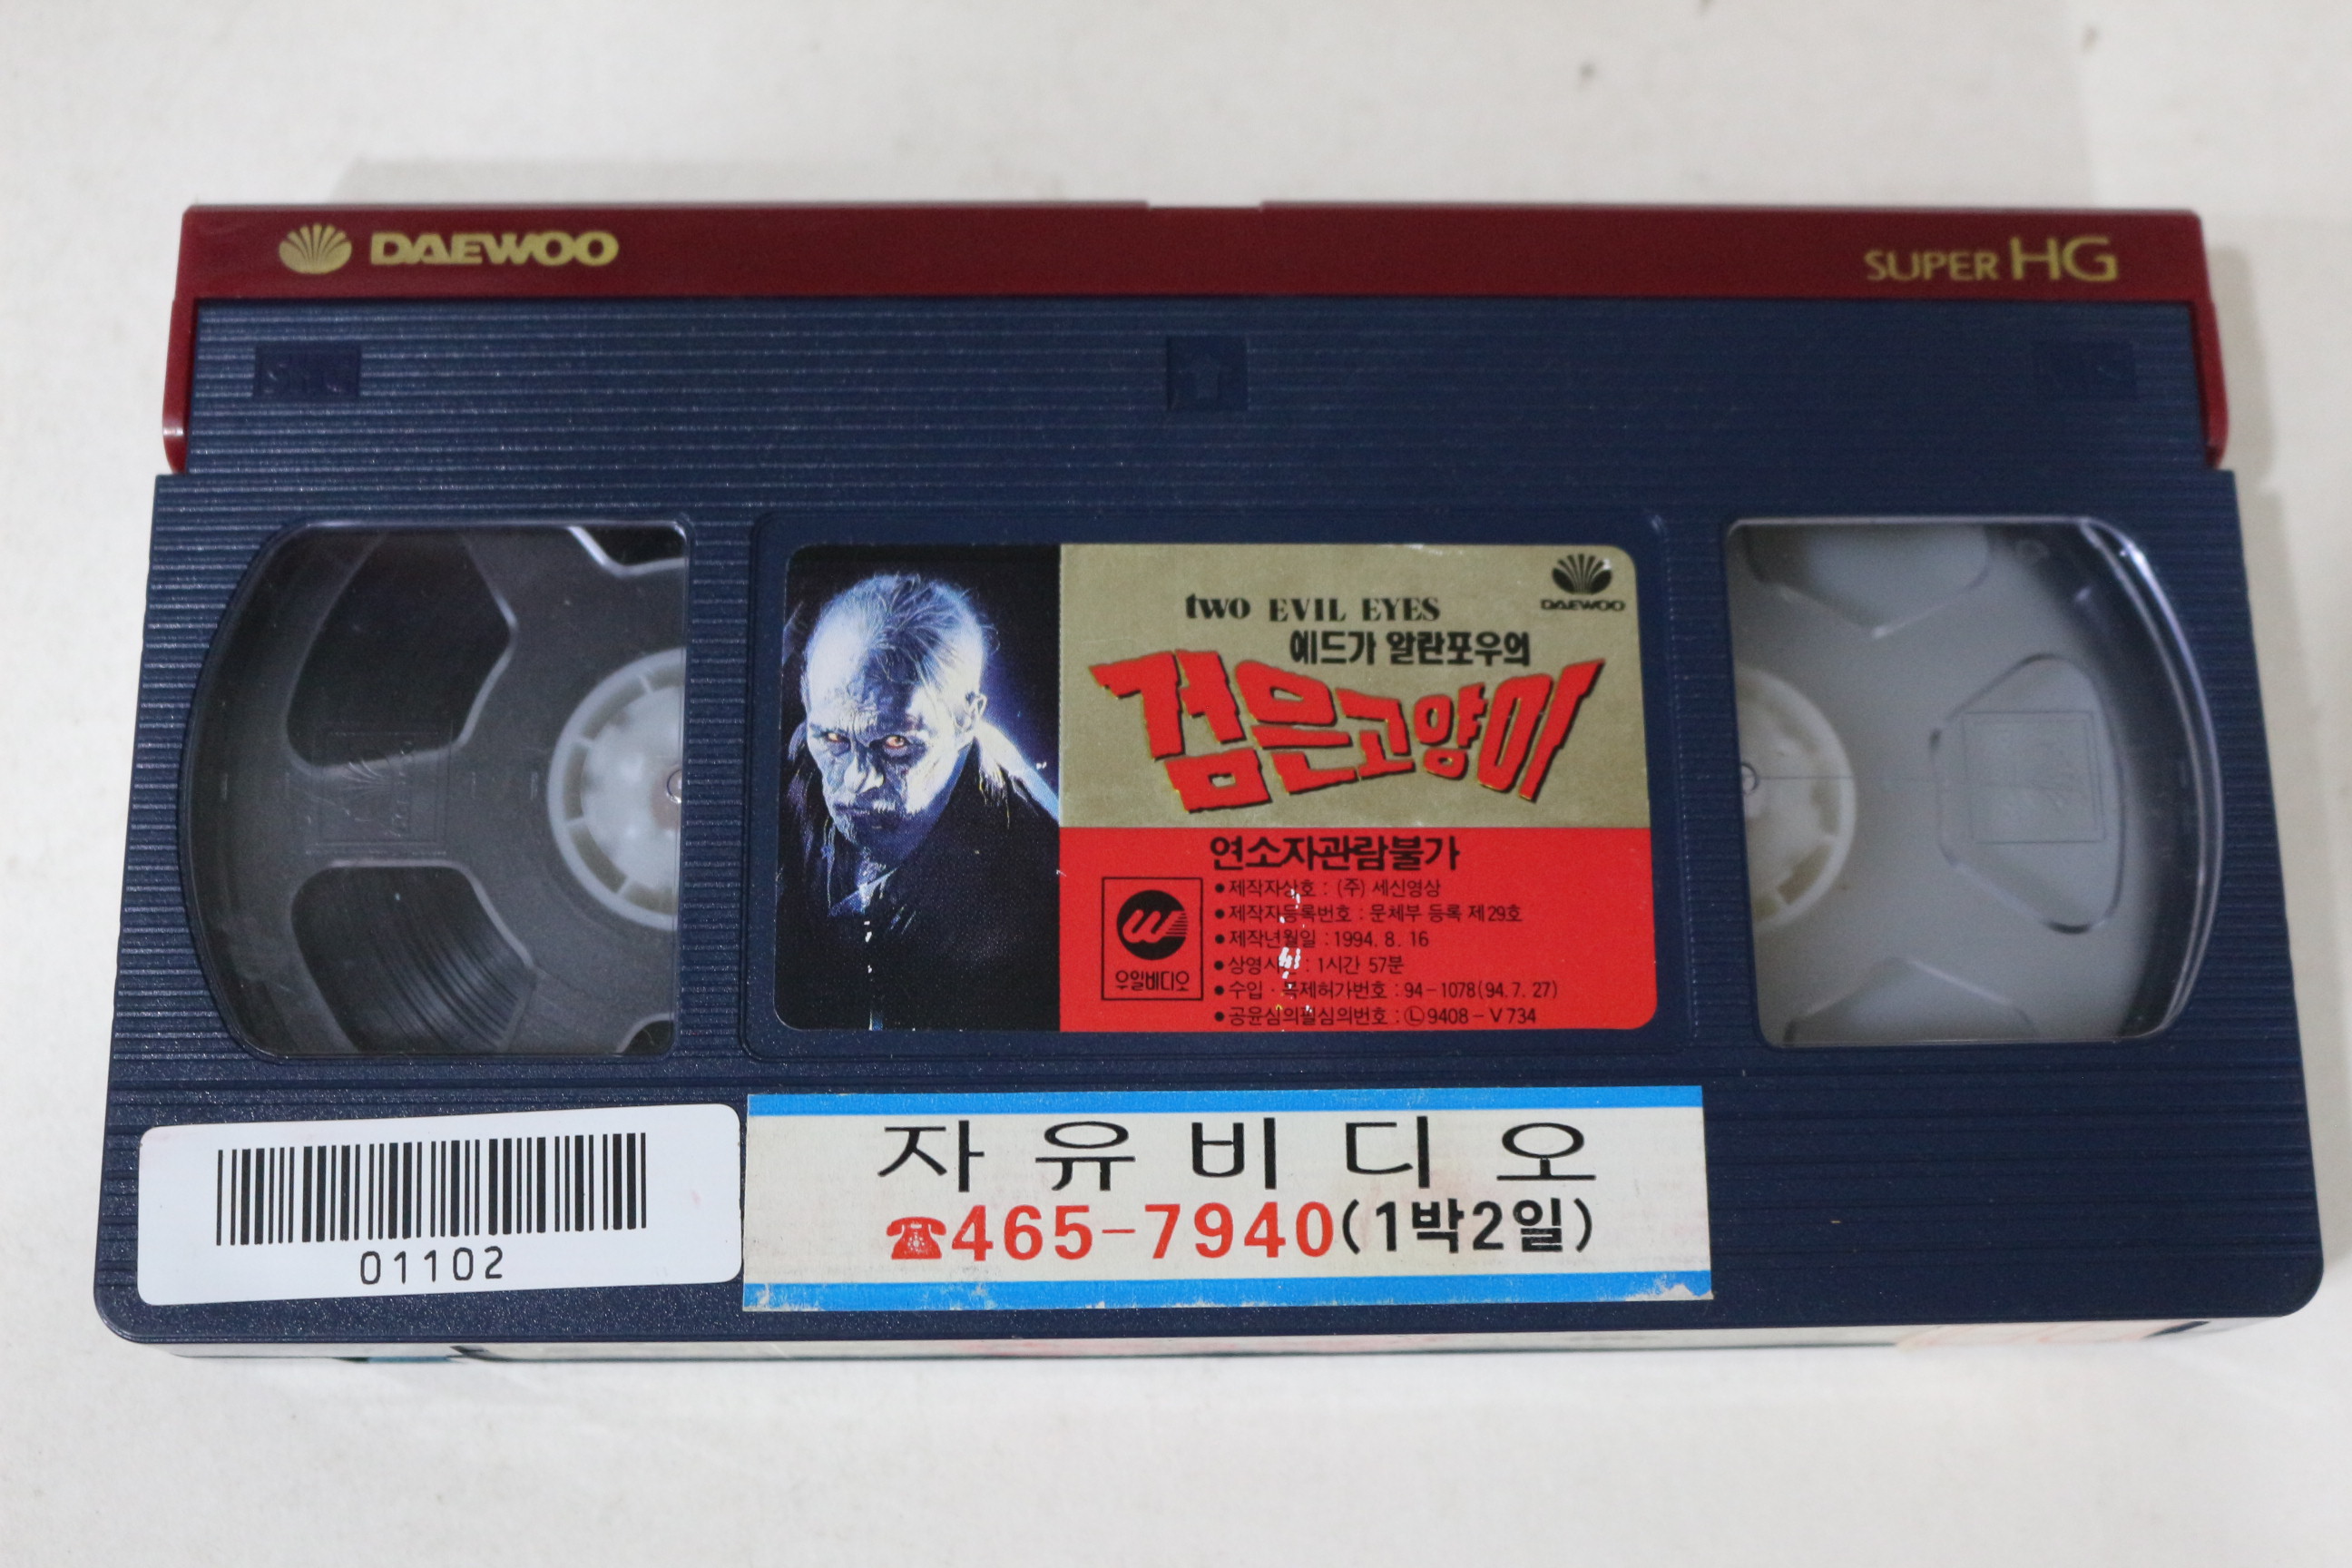 DAEWOO
SUPER HG
two EVIL EYES
DAEWOO
에드가 알란포우의
검은고양이
연소자관람불가
우일비디오
●제작자상호 : (주) 세신영상
●제작자등록번호 : 문체부 등록 제29호
●제작년월일 : 1994. 8. 16
●상영시간 : 1시간 57분
●수입 · 복제허가번호 : 94-1078(94. 7. 27)
●공윤심의필심의번호 : Ⓛ9408-V734
자유비디오
☎465-7940(1박2일)
01102